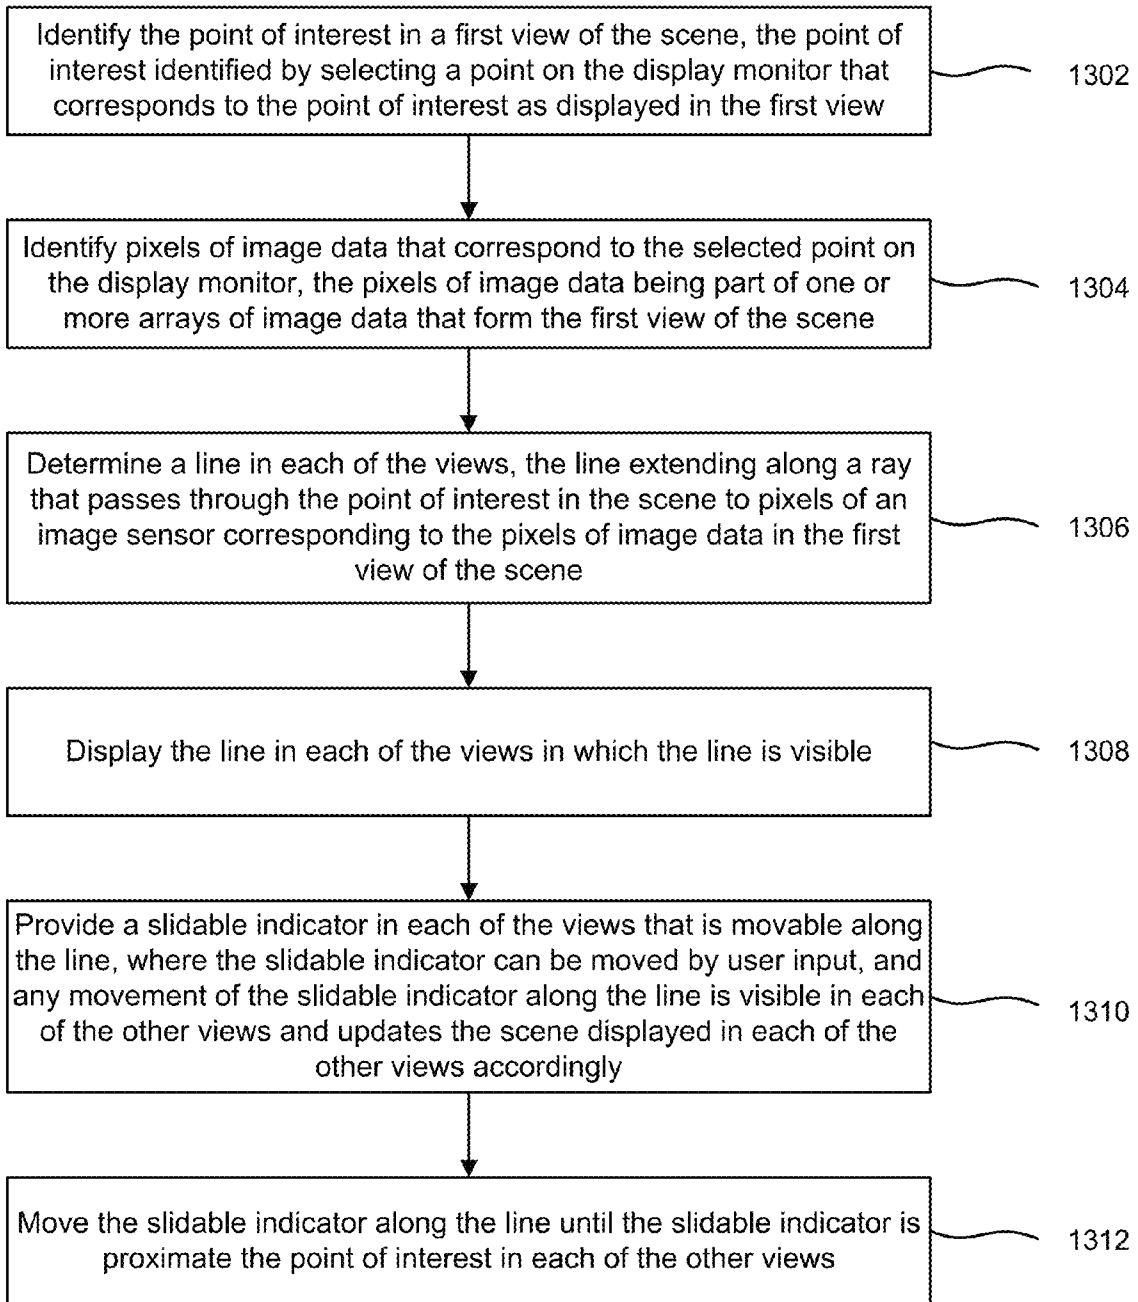 Identify the point of interest in a first view of the scene, the point of
interest identified by selecting a point on the display monitor that
corresponds to the point of interest as displayed in the first view
1302
Identify pixels of image data that correspond to the selected point on
the display monitor, the pixels of image data being part of one or
more arrays of image data that form the first view of the scene
1304
Determine a line in each of the views, the line extending along a ray
that passes through the point of interest in the scene to pixels of an
image sensor corresponding to the pixels of image data in the first
view of the scene
1306
Display the line in each of the views in which the line is visible
1308
Provide a slidable indicator in each of the views that is movable along
the line, where the slidable indicator can be moved by user input, and
any movement of the slidable indicator along the line is visible in each
of the other views and updates the scene displayed in each of the
other views accordingly
1310
Move the slidable indicator along the line until the slidable indicator is
proximate the point of interest in each of the other views
1312